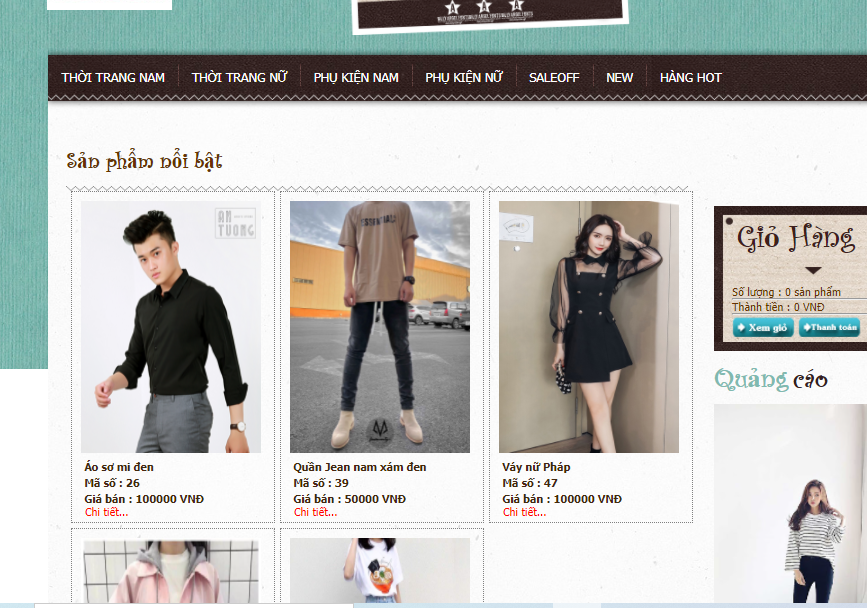 THỜI TRANG NAM
THỜI TRANG NỮ
PHỤ KIỆN NAM
PHỤ KIỆN NỮ
SALEOFF
NEW
HÀNG HOT
Sản phẩm nổi bật
AN
TUONG
ESSENTIALS
Áo sơ mi đen
Mã số : 26
Giá bán : 100000 VNĐ
Chi tiết...
Quần Jean nam xám đen
Mã số : 39
Giá bán : 50000 VNĐ
Chi tiết...
Váy nữ Pháp
Mã số : 47
Giá bán : 100000 VNĐ
Chi tiết...
Giỏ Hàng
Số lượng : 0 sản phẩm
Thành tiền : 0 VNĐ
Xem giỏ
Thanh toán
Quảng cáo